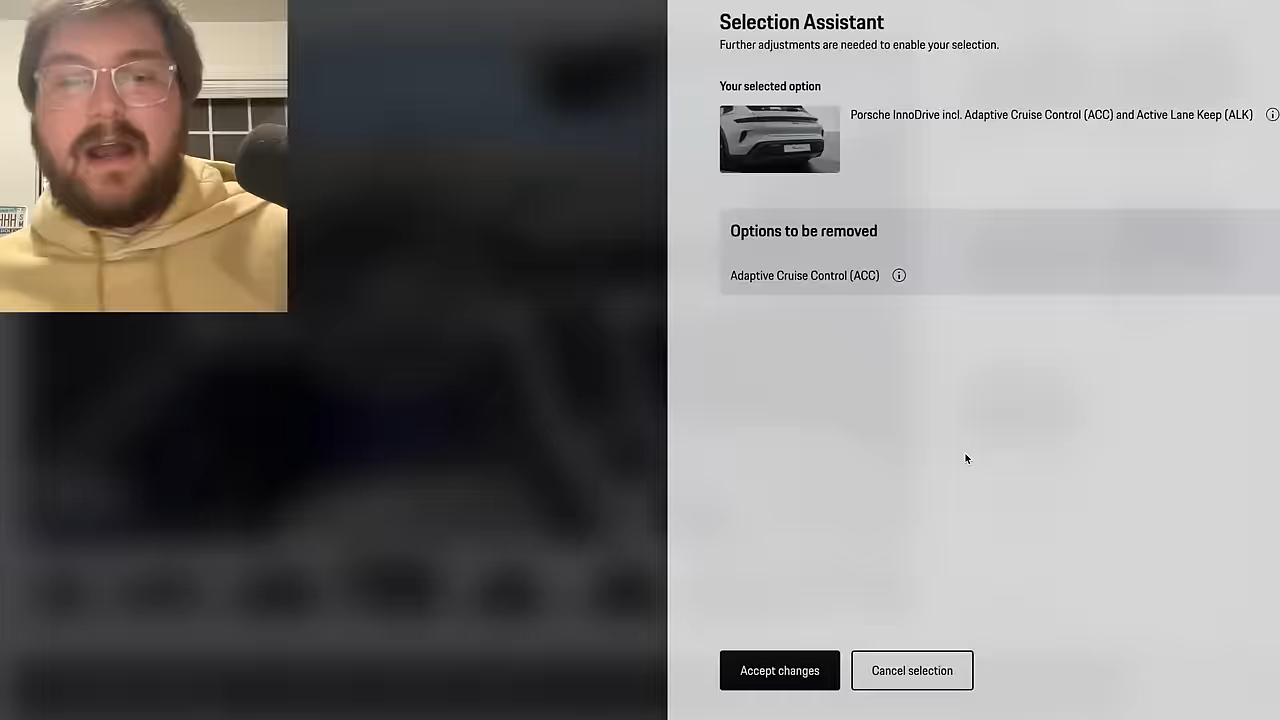 Selection Assistant
Further adjustments are needed to enable your selection.
Your selected option
Porsche InnoDrive incl. Adaptive Cruise Control (ACC) and Active Lane Keep (ALK)
Options to be removed
Adaptive Cruise Control (ACC)
Accept changes
Cancel selection